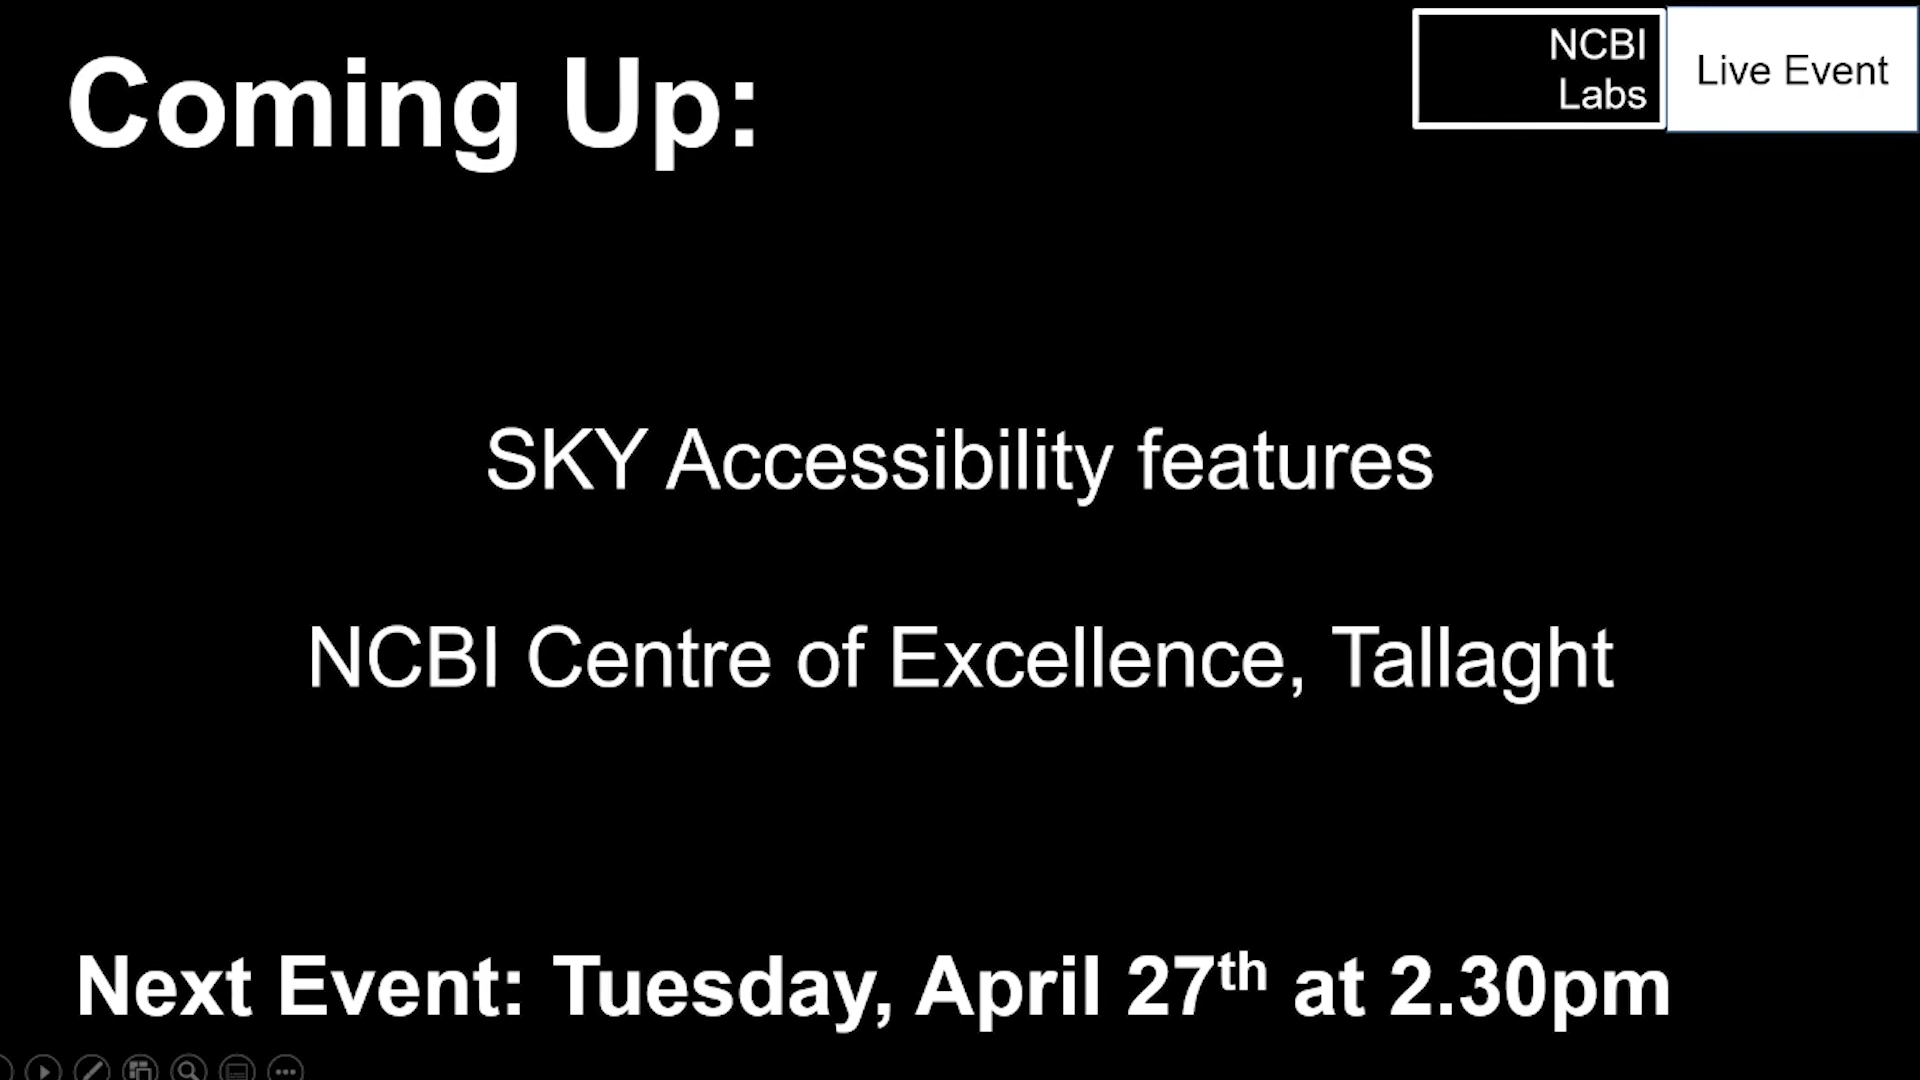 Coming Up:
NCBI
Labs
Live Event
SKY Accessibility features
NCBI Centre of Excellence, Tallaght
Next Event: Tuesday, April 27th at 2.30pm